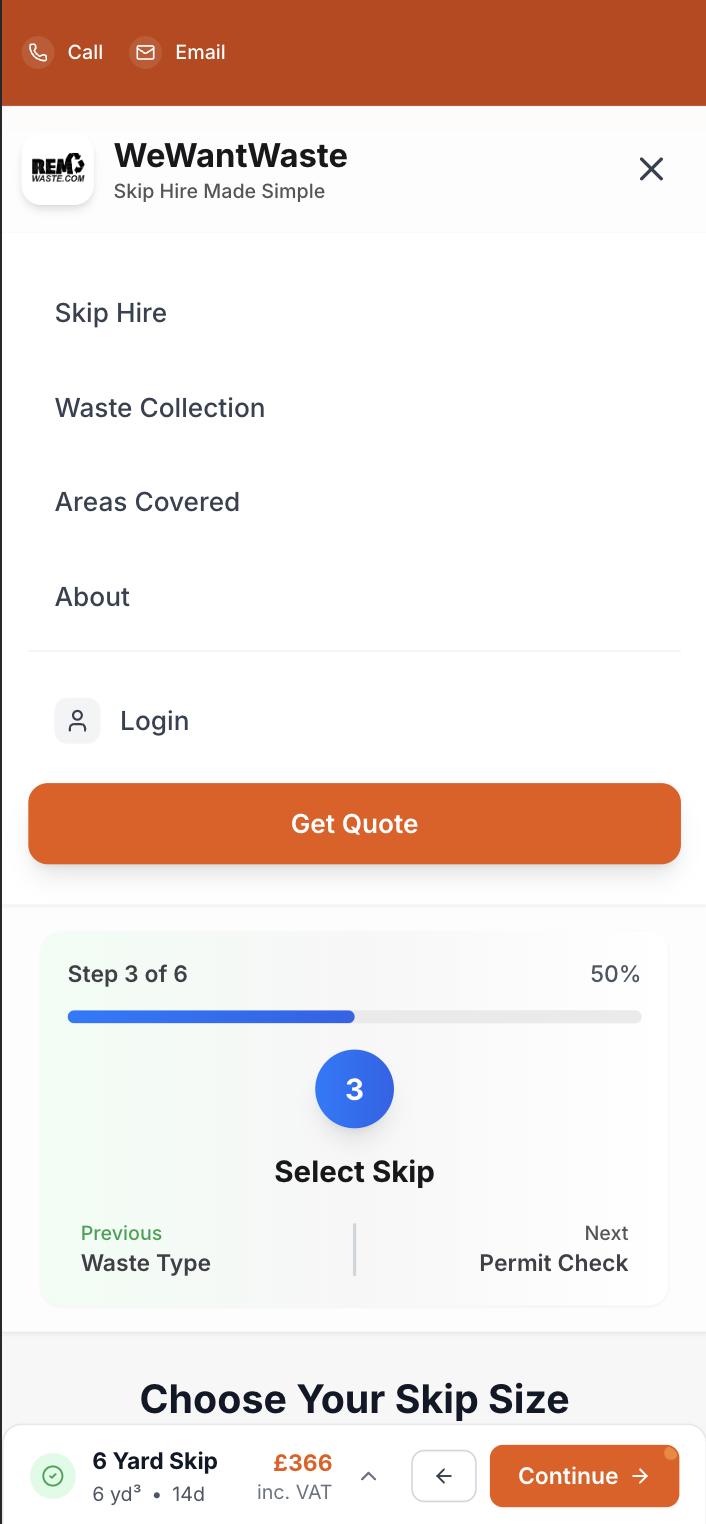 Call Email
REM
WASTE.COM
WeWantWaste
Skip Hire Made Simple
Skip Hire
Waste Collection
Areas Covered
About
Login
Get Quote
Step 3 of 6 50%
3
Select Skip
Previous Next
Waste Type Permit Check
Choose Your Skip Size
6 Yard Skip £366
6 yd³ • 14d inc. VAT
Continue →